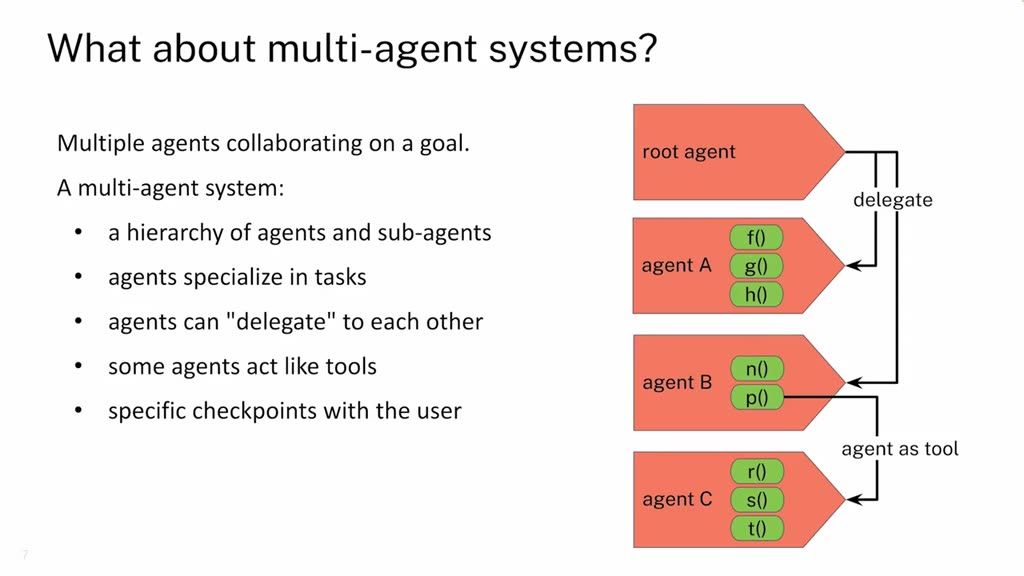 What about multi-agent systems?
Multiple agents collaborating on a goal.
A multi-agent system:
• a hierarchy of agents and sub-agents
• agents specialize in tasks
• agents can "delegate" to each other
• some agents act like tools
• specific checkpoints with the user
root agent
delegate
agent A
f()
g()
h()
agent B
n()
p()
agent as tool
agent C
r()
s()
t()
7